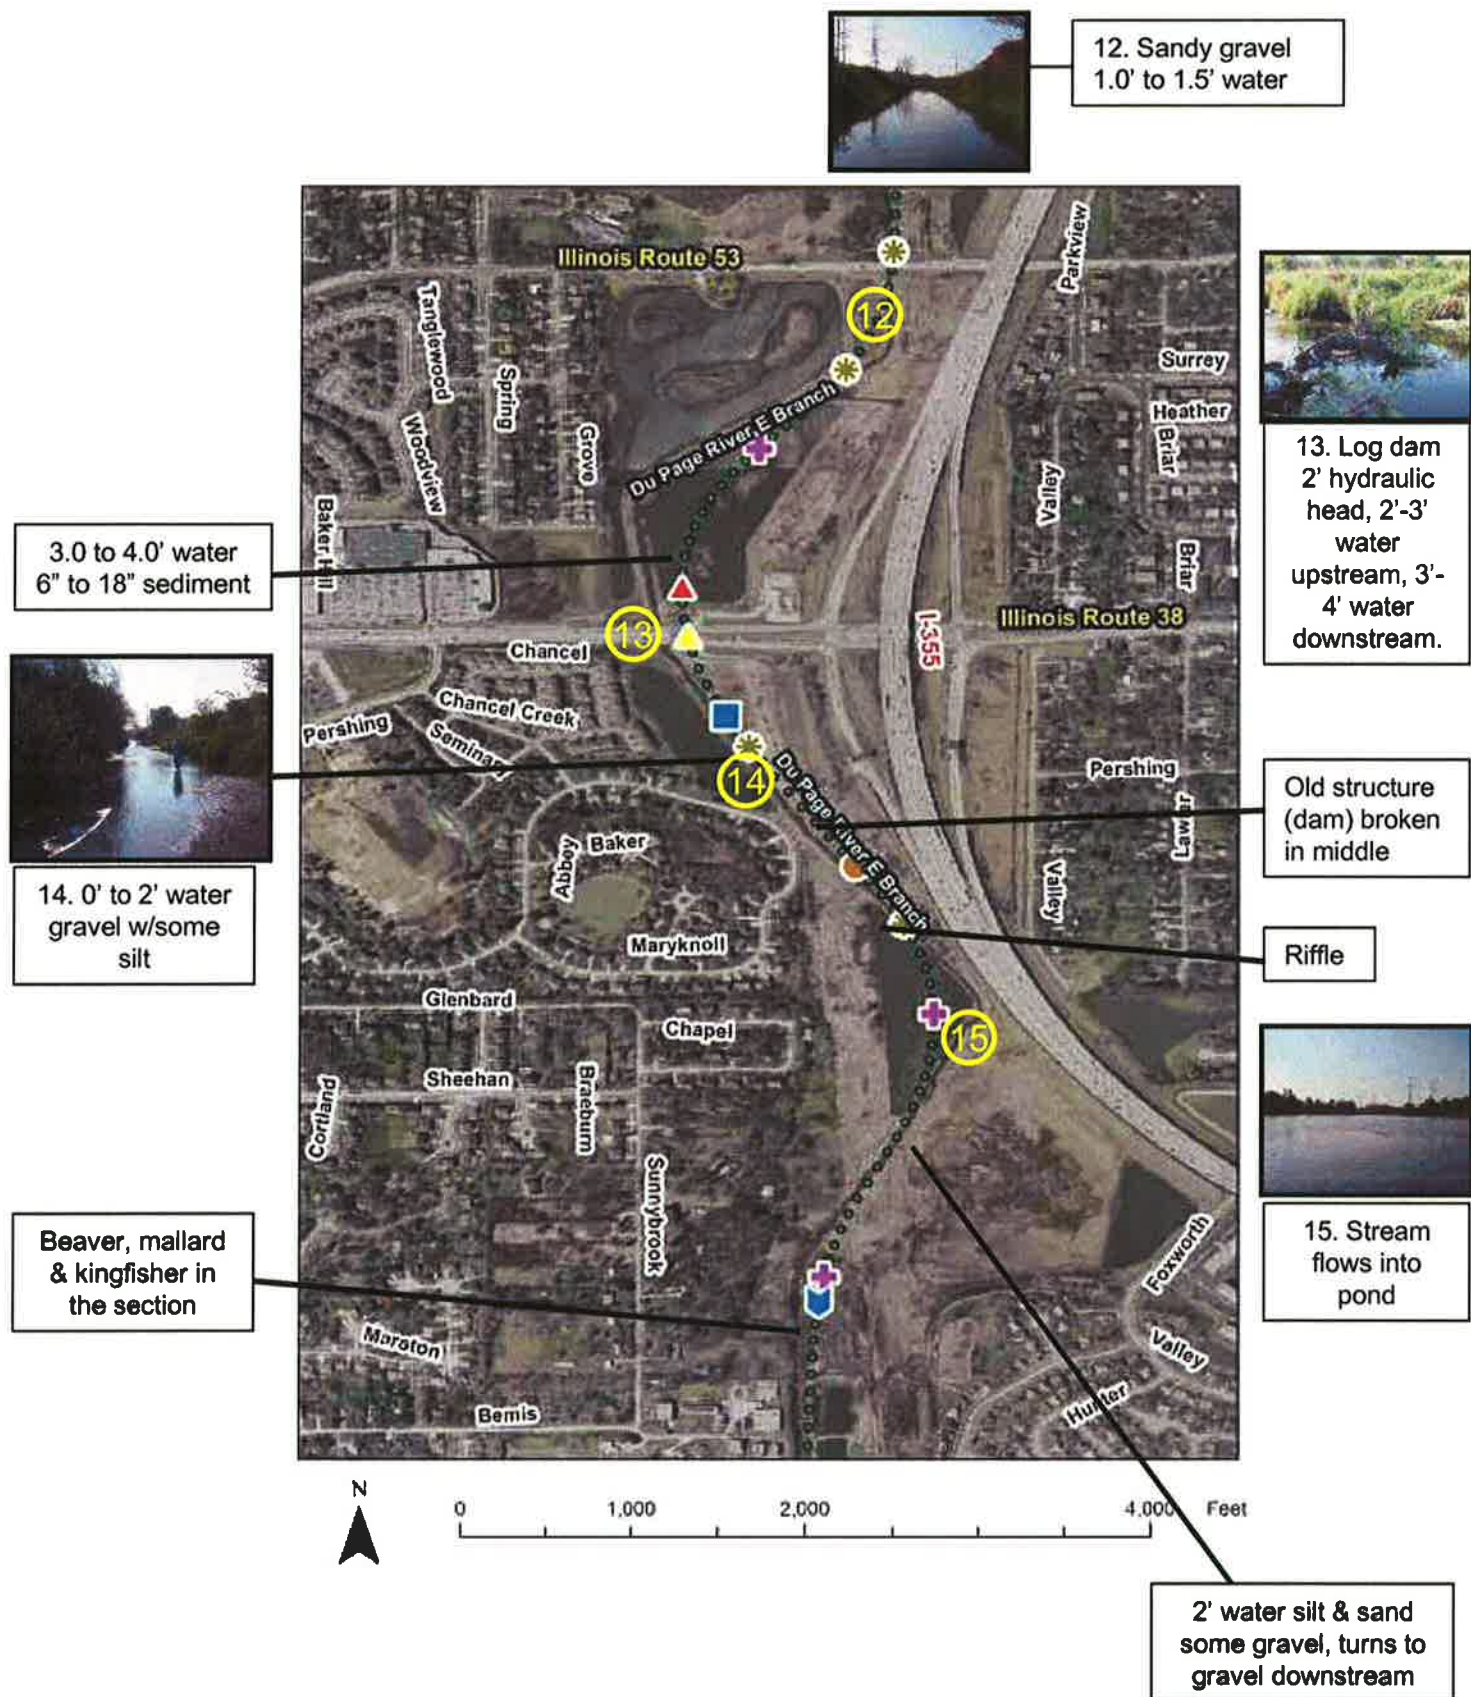 12. Sandy gravel
1.0' to 1.5' water
Illinois Route 53
Parkview
12
Tanglewood
Spring
Surrey
Heather
Briar
Du Page River E Branch
Woodview
Grove
Valley
Baker Hill
Briar
13. Log dam
2' hydraulic
head, 2'-3'
water
upstream, 3'-
4' water
downstream.
3.0 to 4.0' water
6" to 18" sediment
13
Illinois Route 38
I-355
Chancel
Chancel Creek
Pershing
Seminary
14
Du Page River E Branch
Pershing
Lawler
Old structure
(dam) broken
in middle
14. 0' to 2' water
gravel w/some
silt
Baker
Abbey
Valley
Maryknoll
Riffle
Glenbard
Chapel
15
Sheehan
Braeburn
Cortland
Sunnybrook
15. Stream
flows into
pond
Beaver, mallard
& kingfisher in
the section
Foxworth
Marston
Valley
Hunter
Bemis
N
0 1,000 2,000 4,000 Feet
2' water silt & sand
some gravel, turns to
gravel downstream